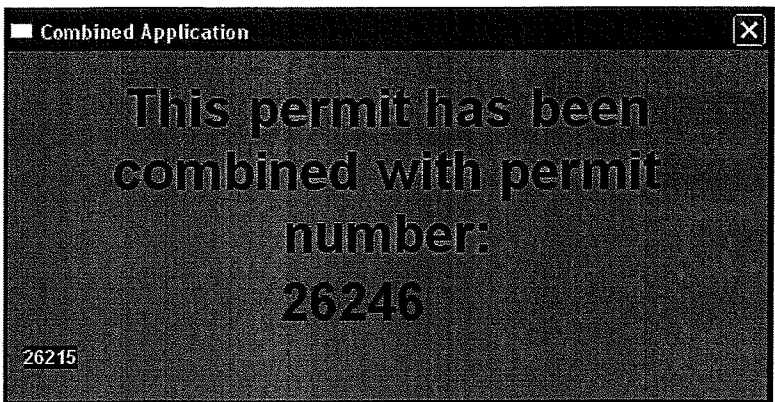 Combined Application
This permit has been
combined with permit
number:
26246
26215